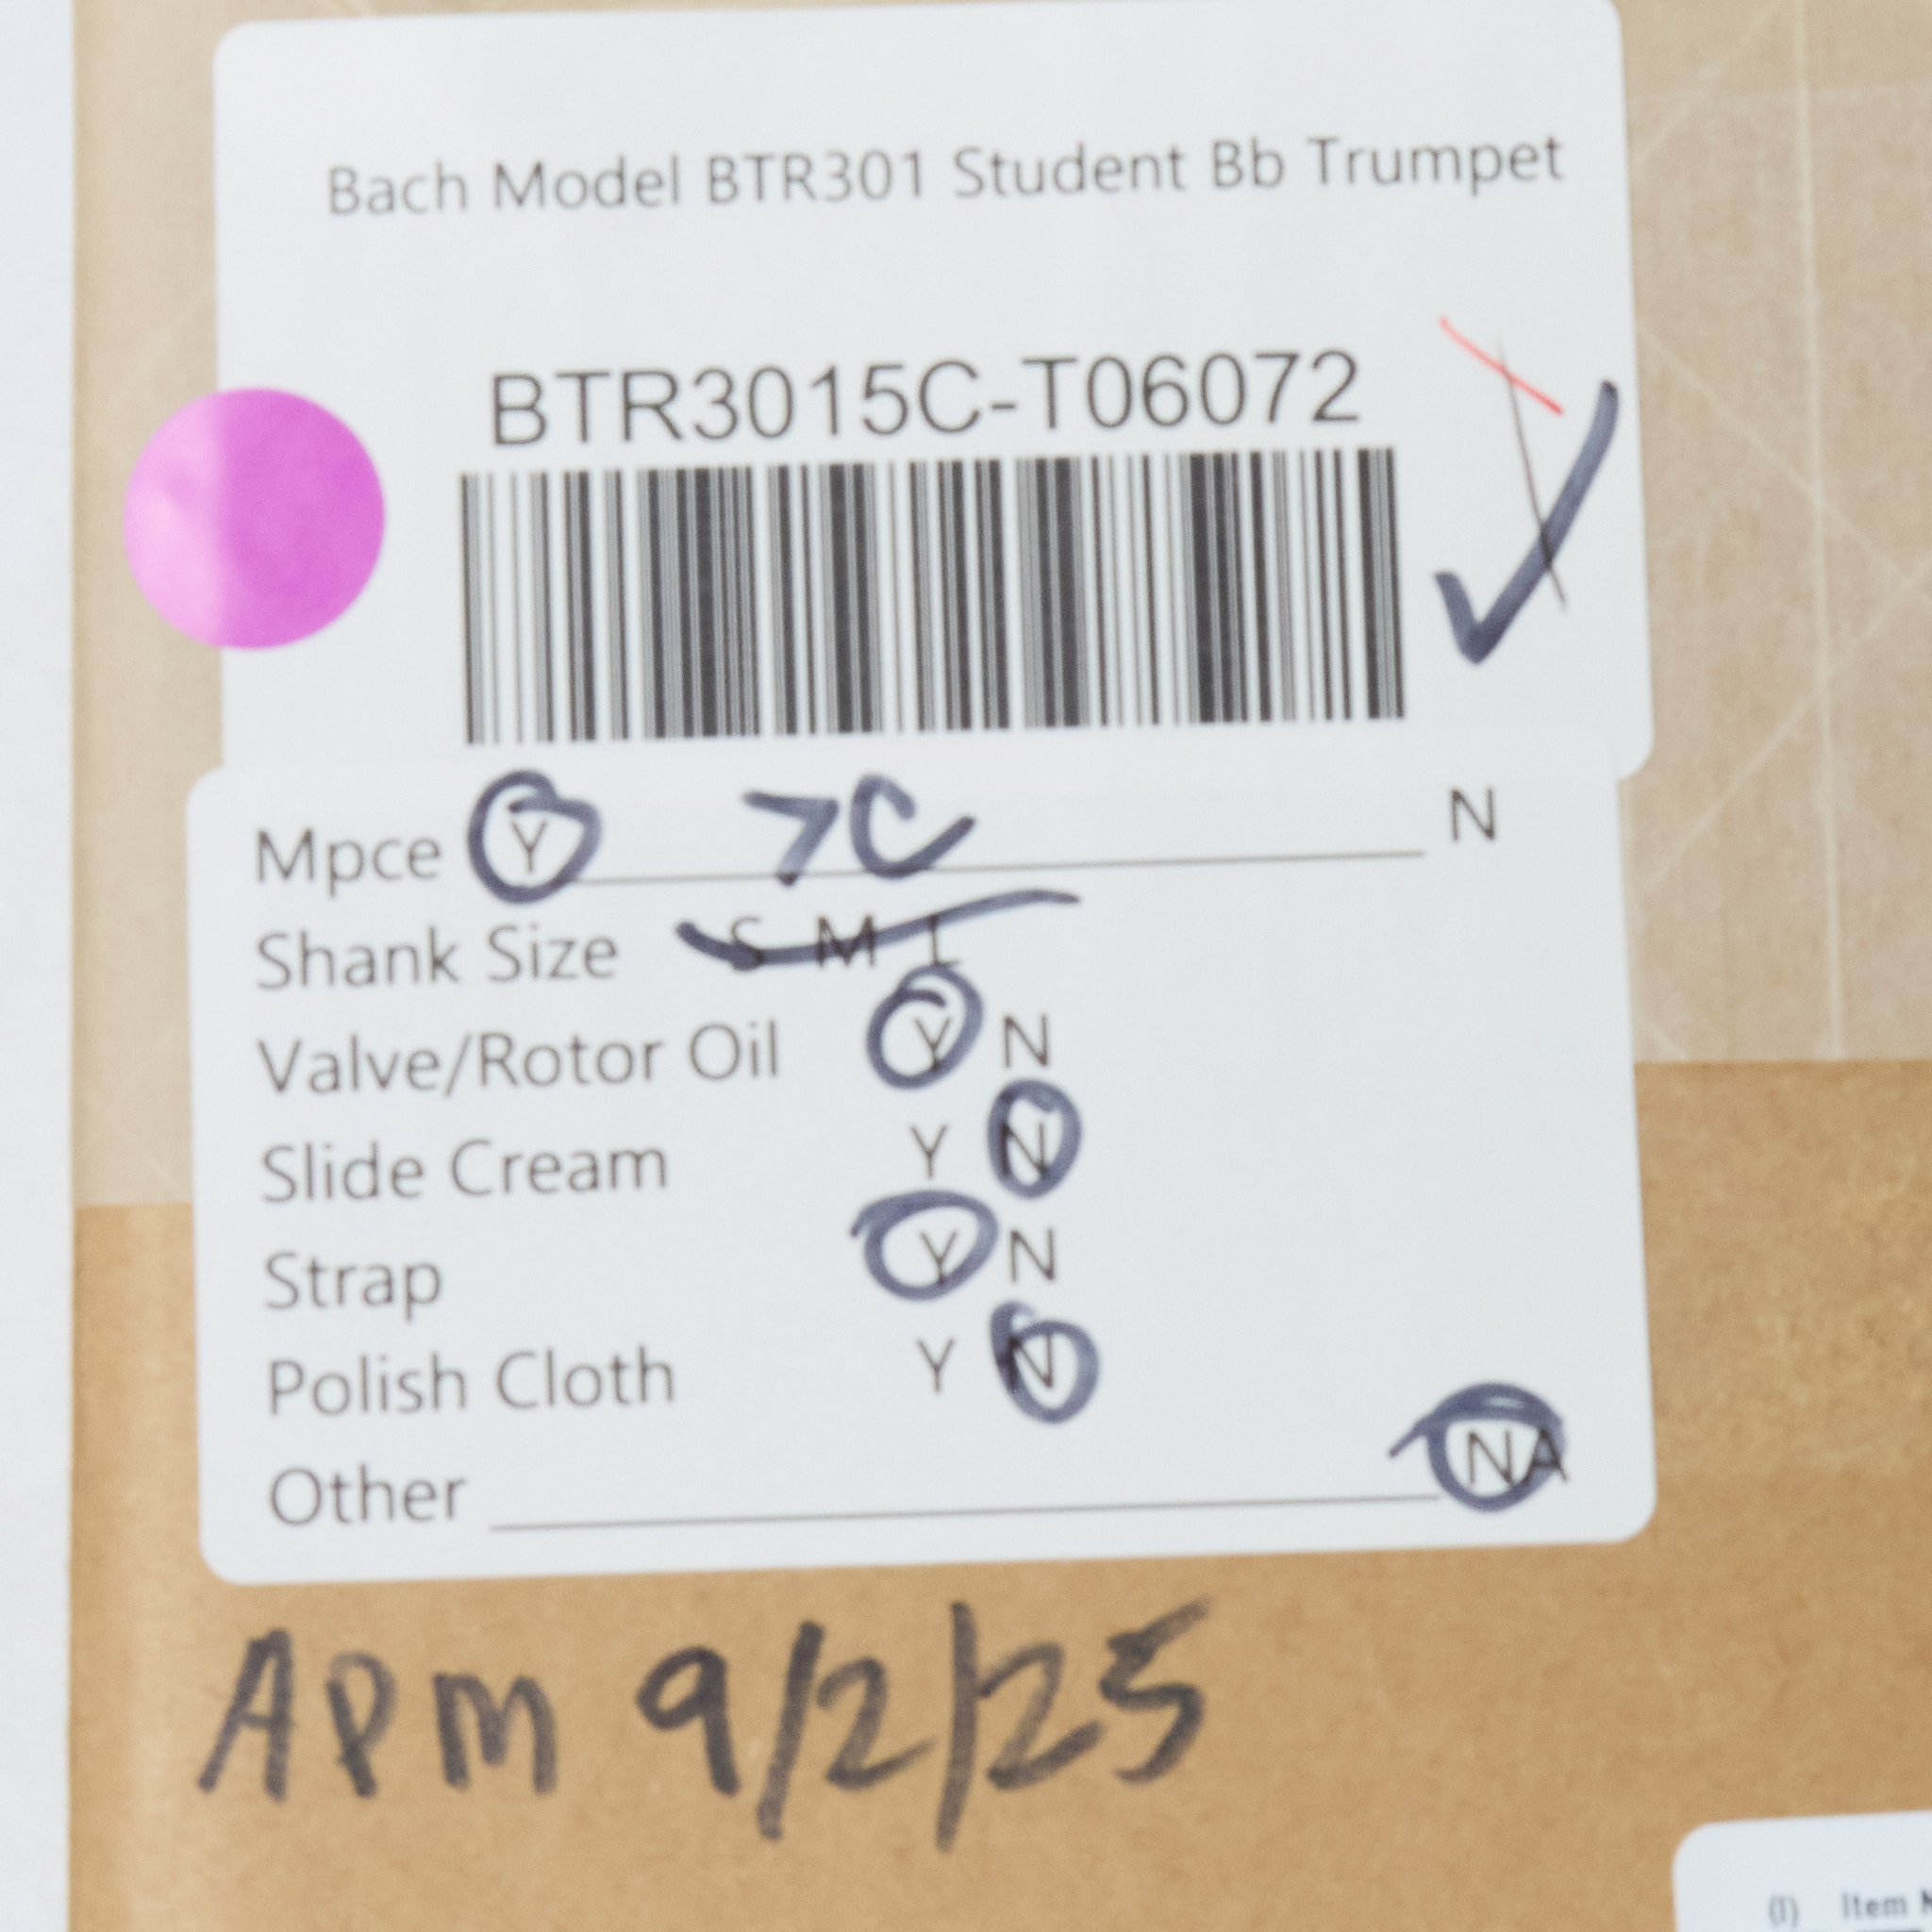 Bach Model BTR301 Student Bb Trumpet
BTR3015C-T06072
Mpce Y 7C N
Shank Size S M L
Valve/Rotor Oil Y N
Slide Cream Y N
Strap Y N
Polish Cloth Y N
Other NA
APM 9/2/25
(I) Item N